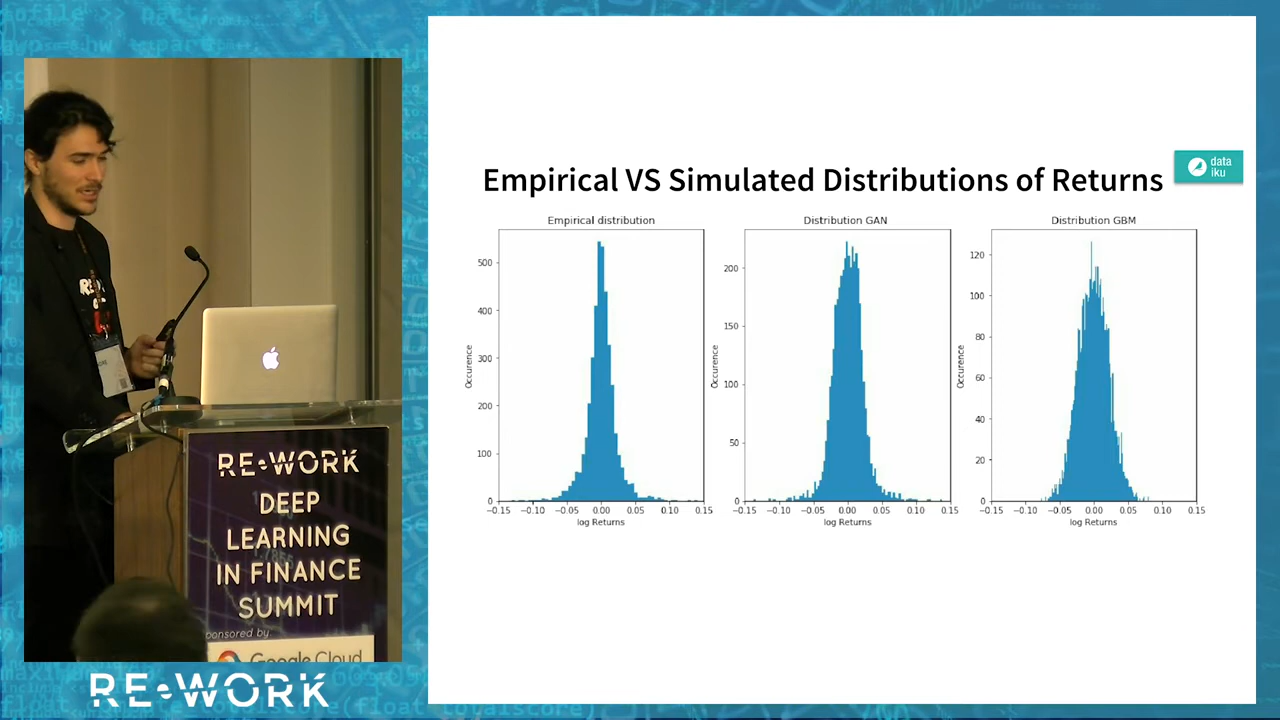 Empirical VS Simulated Distributions of Returns
data
iku
Empirical distribution
Distribution GAN
Distribution GBM
500
400
300
200
100
0
Occurence
−0.15 −0.10 −0.05 0.00 0.05 0.10 0.15
log Returns
200
150
100
50
0
Occurence
−0.15 −0.10 −0.05 0.00 0.05 0.10 0.15
log Returns
120
100
80
60
40
20
0
Occurence
−0.15 −0.10 −0.05 0.00 0.05 0.10 0.15
log Returns
RE•WORK
DEEP
LEARNING
IN FINANCE
SUMMIT
ponsored by
Google Cloud
RE•WORK